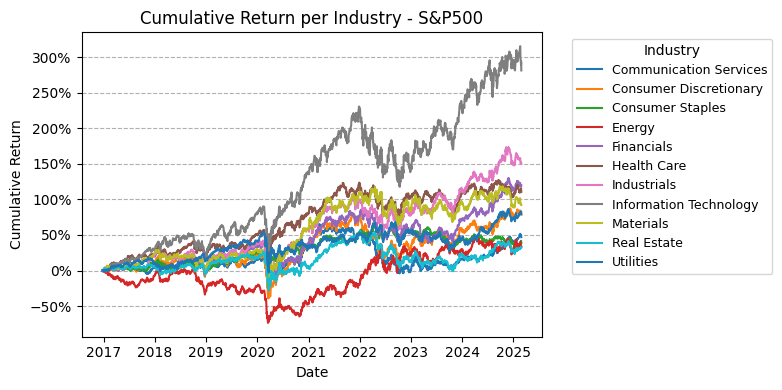 Cumulative Return per Industry - S&P500
300%
250%
200%
150%
100%
50%
0%
−50%
Cumulative Return
2017 2018 2019 2020 2021 2022 2023 2024 2025
Date
Industry
Communication Services
Consumer Discretionary
Consumer Staples
Energy
Financials
Health Care
Industrials
Information Technology
Materials
Real Estate
Utilities